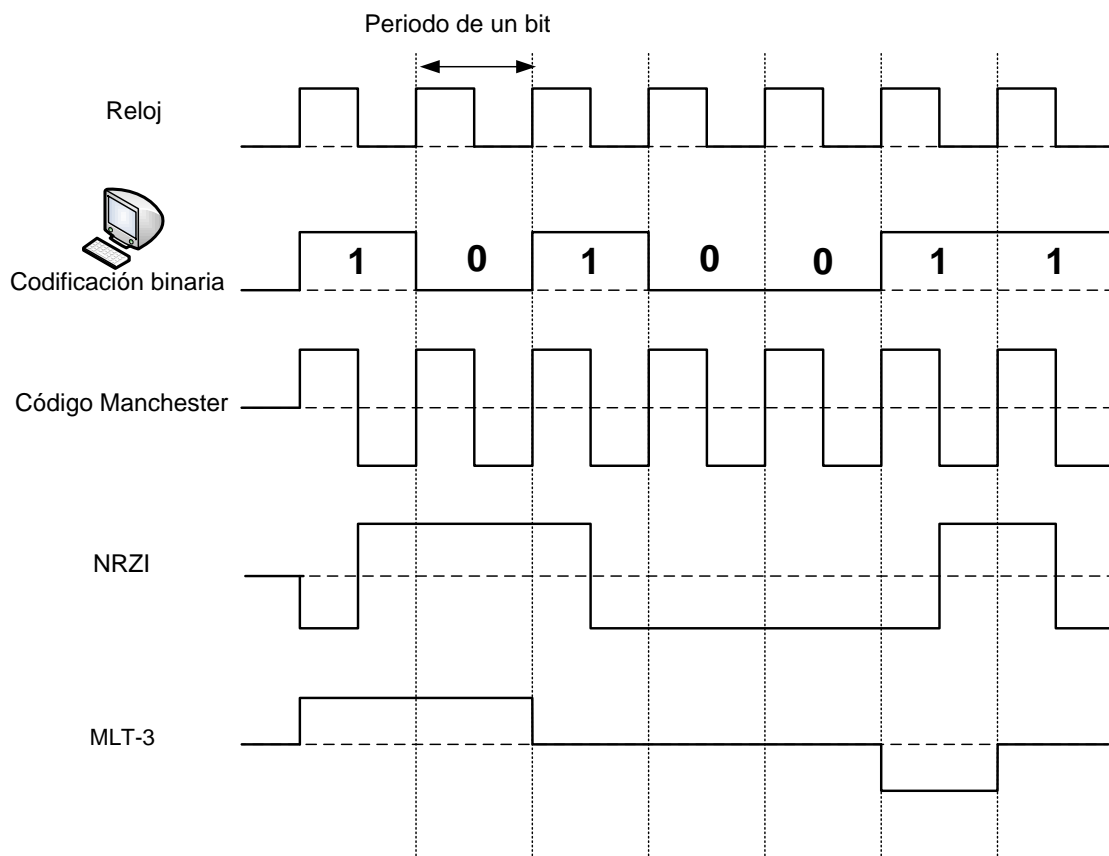 Periodo de un bit
Reloj
1 0 1 0 0 1 1
Codificación binaria
Código Manchester
NRZI
MLT-3